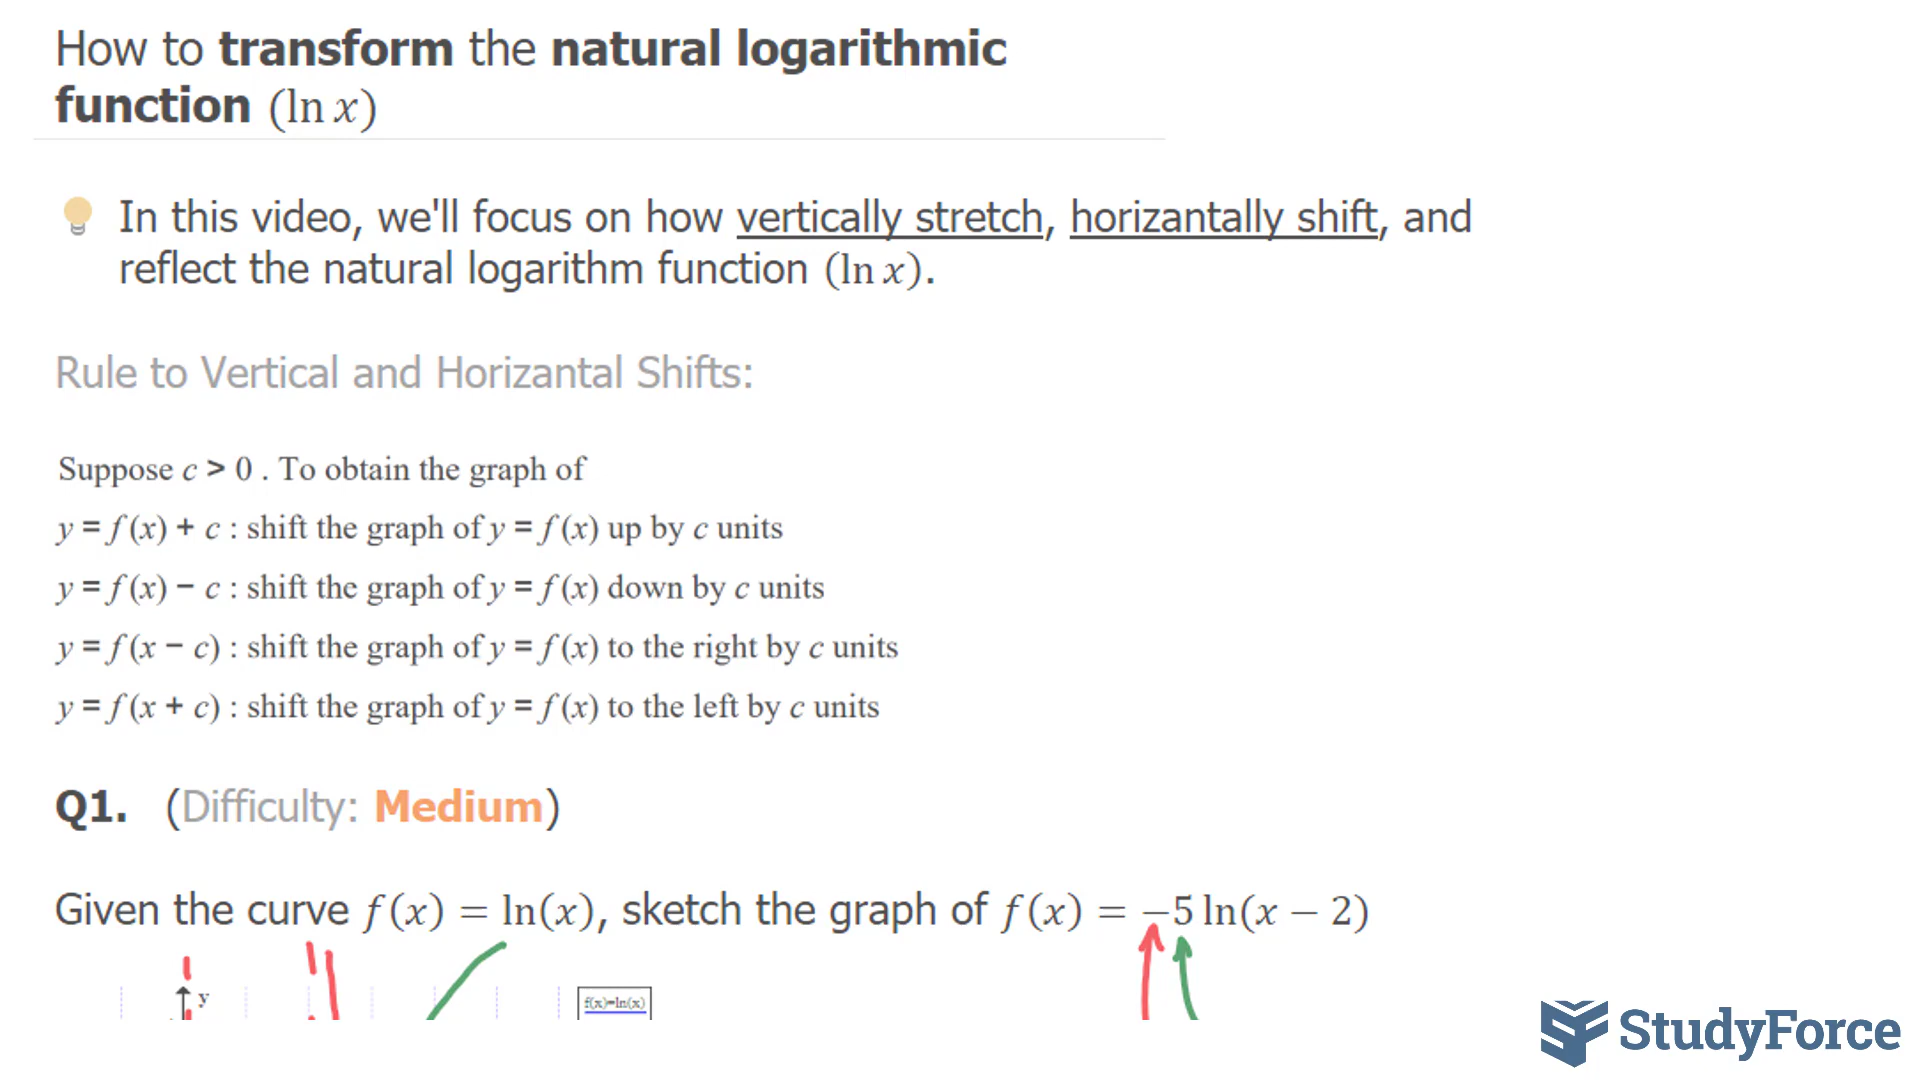 How to transform the natural logarithmic
function (ln x)
In this video, we'll focus on how vertically stretch, horizantally shift, and
reflect the natural logarithm function (ln x).
Rule to Vertical and Horizantal Shifts:
Suppose c > 0 . To obtain the graph of
y = f (x) + c : shift the graph of y = f (x) up by c units
y = f (x) − c : shift the graph of y = f (x) down by c units
y = f (x − c) : shift the graph of y = f (x) to the right by c units
y = f (x + c) : shift the graph of y = f (x) to the left by c units
Q1. (Difficulty: Medium)
Given the curve f(x) = ln(x), sketch the graph of f(x) = −5 ln(x − 2)
y
f(x)=ln(x)
StudyForce